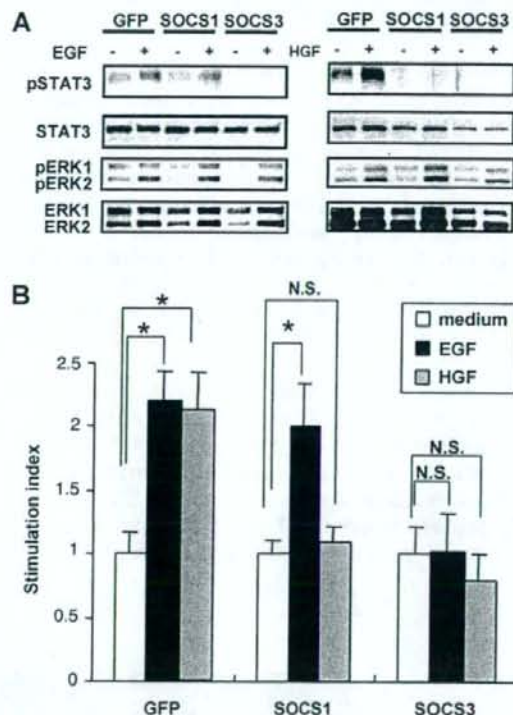 A
GFP SOCS1 SOCS3
EGF - + - + - +
pSTAT3
STAT3
pERK1
pERK2
ERK1
ERK2
GFP SOCS1 SOCS3
HGF - + - + - +
B
N.S.
*
*
*
medium
EGF
HGF
N.S.
N.S.
Stimulation index
2.5
2
1.5
1
0.5
0
GFP SOCS1 SOCS3